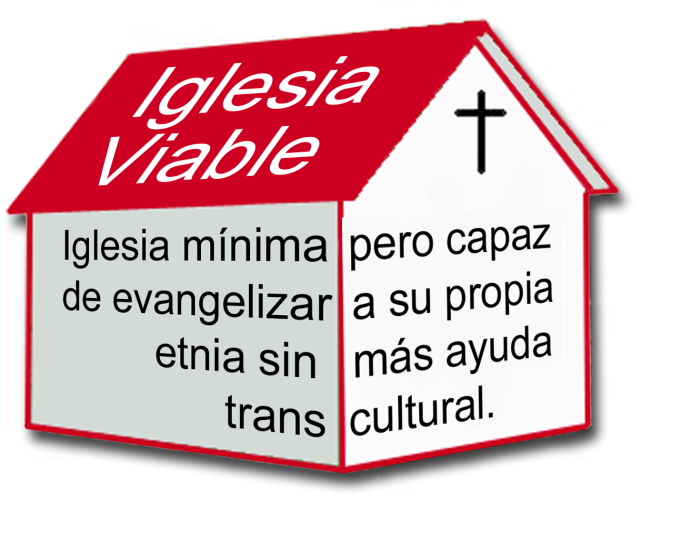 Iglesia
Viable
Iglesia mínima pero capaz
de evangelizar a su propia
etnia sin más ayuda
trans cultural.